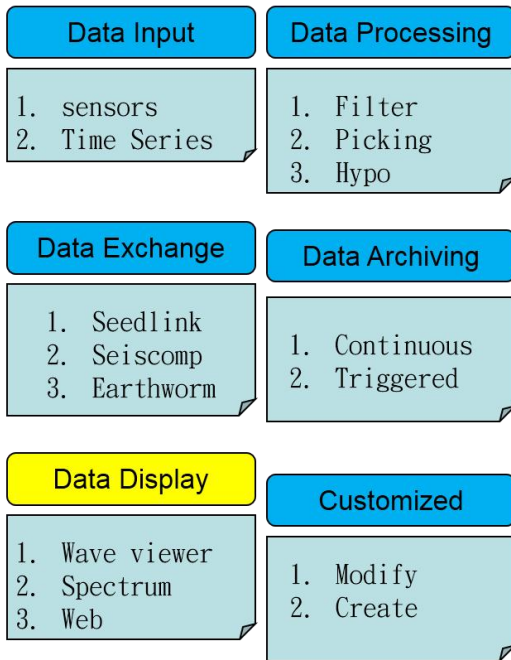 Data Input
1. sensors
2. Time Series
Data Processing
1. Filter
2. Picking
3. Hypo
Data Exchange
1. Seedlink
2. Seiscomp
3. Earthworm
Data Archiving
1. Continuous
2. Triggered
Data Display
1. Wave viewer
2. Spectrum
3. Web
Customized
1. Modify
2. Create